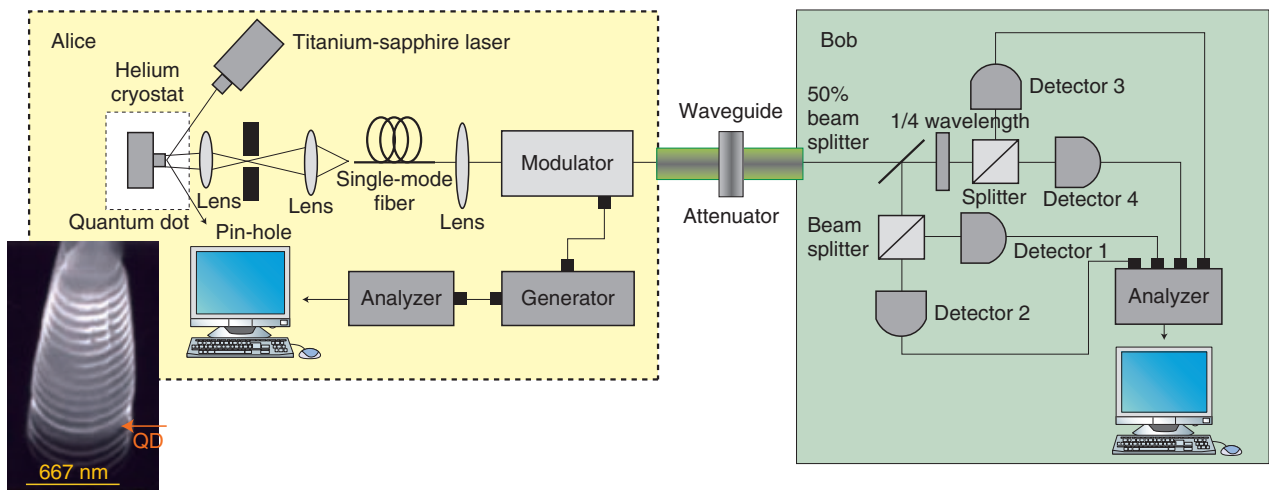 Alice
Titanium-sapphire laser
Helium
cryostat
Lens
Quantum dot
Pin-hole
Lens
Single-mode
fiber
Lens
Modulator
Analyzer
Generator
QD
667 nm
Waveguide
Attenuator
Bob
50%
beam
splitter
1/4 wavelength
Detector 3
Splitter
Detector 4
Beam
splitter
Detector 1
Detector 2
Analyzer